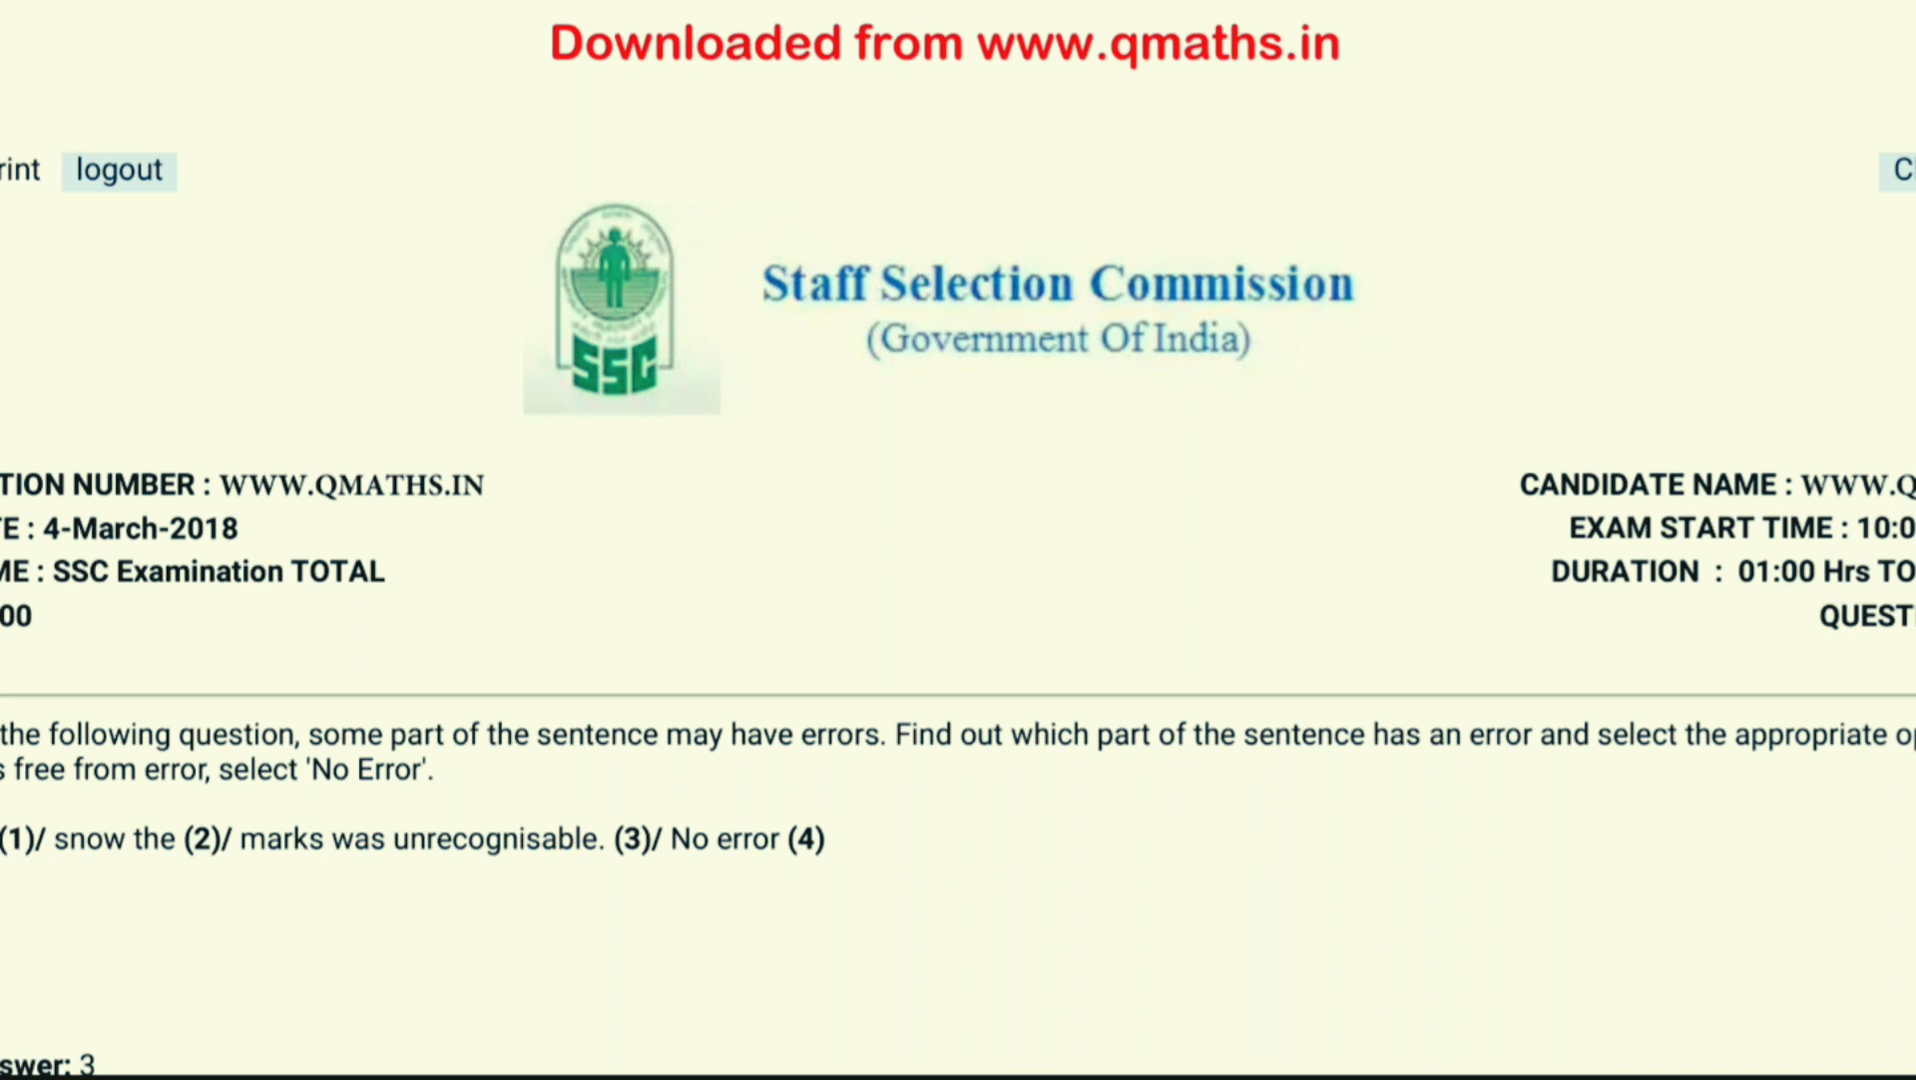 Downloaded from www.qmaths.in
rint logout C
SSC
Staff Selection Commission
(Government Of India)
TION NUMBER : WWW.QMATHS.IN CANDIDATE NAME : WWW.Q
E : 4-March-2018 EXAM START TIME : 10:0
ME : SSC Examination TOTAL DURATION : 01:00 Hrs TO
00 QUEST
the following question, some part of the sentence may have errors. Find out which part of the sentence has an error and select the appropriate op
s free from error, select 'No Error'.
(1)/ snow the (2)/ marks was unrecognisable. (3)/ No error (4)
swer: 3